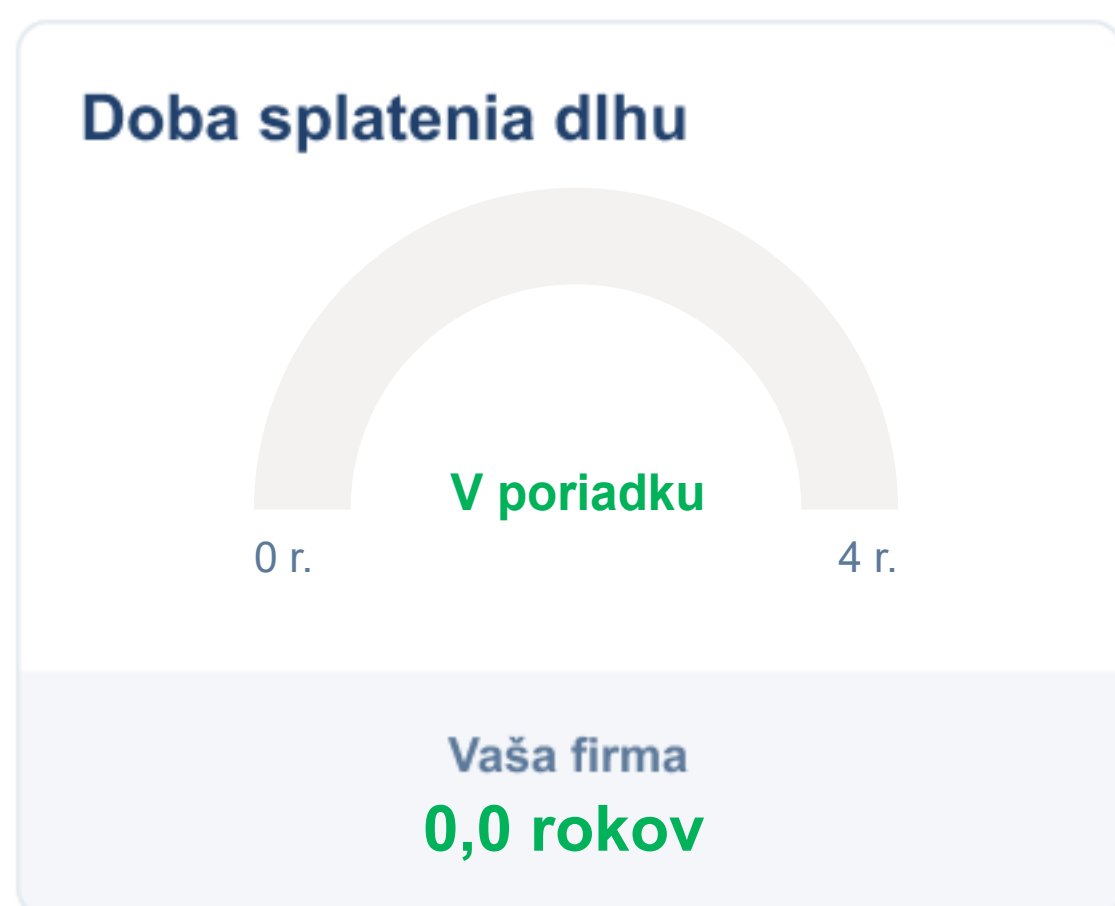 Doba splatenia dlhu
V poriadku
0 r.
4 r.
Vaša firma
0,0 rokov